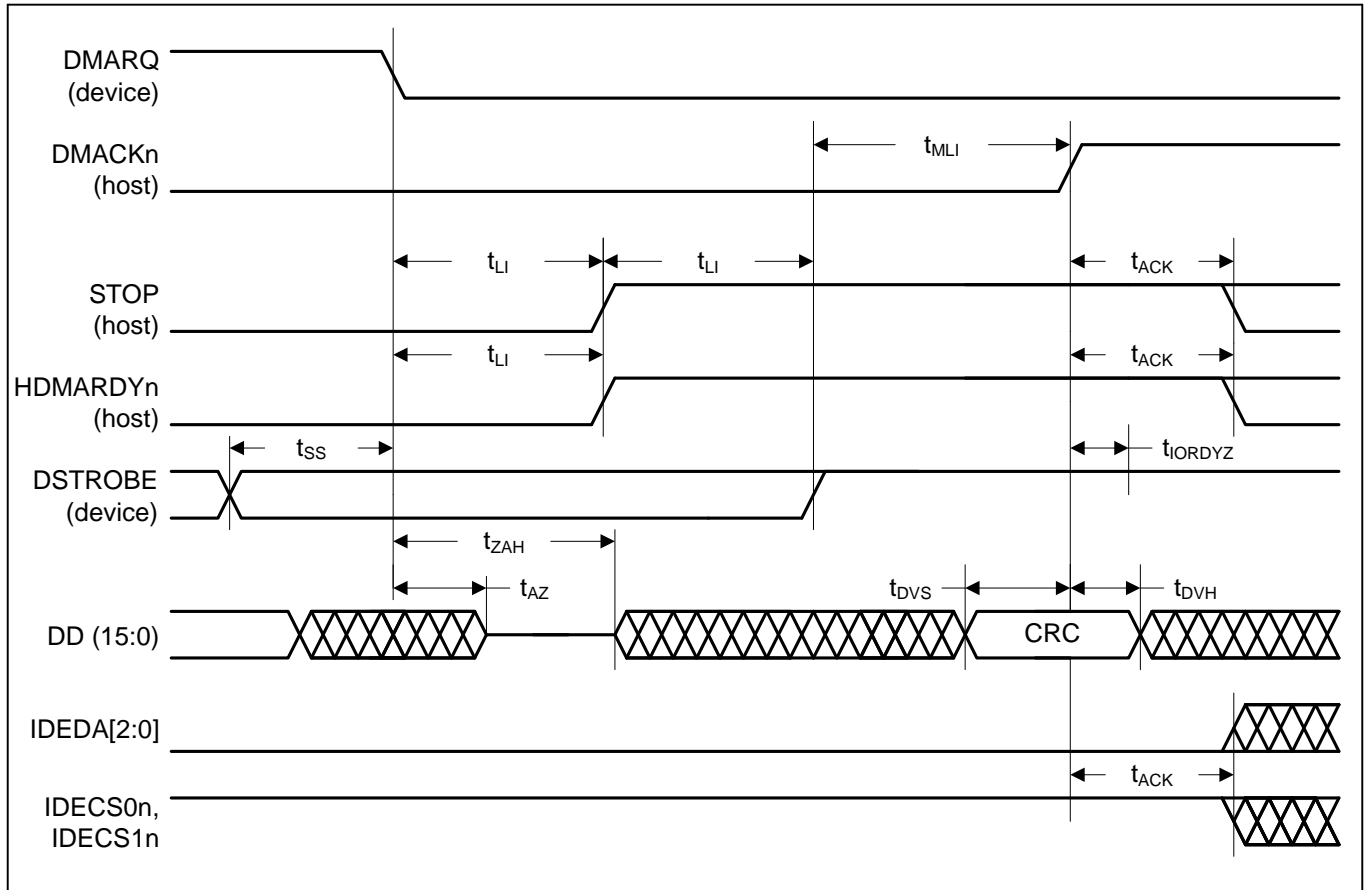 DMARQ
(device)
DMACKn
(host)
tMLI
tLI
tLI
tACK
STOP
(host)
tLI
tACK
HDMARDYn
(host)
tSS
tIORDYZ
DSTROBE
(device)
tZAH
tAZ
tDVS
tDVH
DD (15:0)
CRC
IDEDA[2:0]
tACK
IDECS0n,
IDECS1n